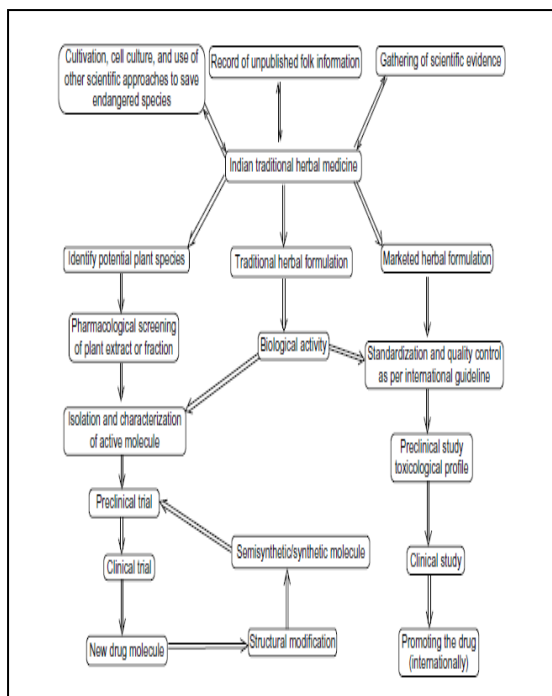 Cultivation, cell culture, and use of
other scientific approaches to save
endangered species
Record of unpublished folk information
Gathering of scientific evidence
Indian traditional herbal medicine
Identify potential plant species
Traditional herbal formulation
Marketed herbal formulation
Pharmacological screening
of plant extract or fraction
Biological activity
Standardization and quality control
as per international guideline
Isolation and characterization
of active molecule
Preclinical study
toxicological profile
Preclinical trial
Semisynthetic/synthetic molecule
Clinical trial
Clinical study
New drug molecule
Structural modification
Promoting the drug
(internationally)